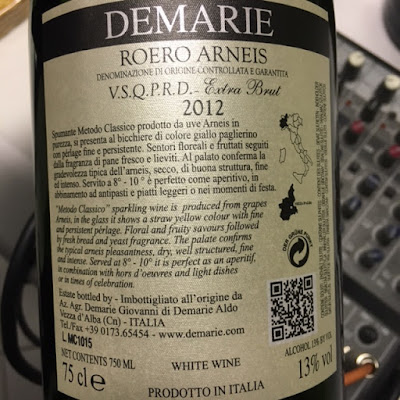 DEMARIE
ROERO ARNEIS
DENOMINAZIONE DI ORIGINE CONTROLLATA E GARANTITA
V.S.Q.P.R.D.- Extra Brut
2012
Spumante Metodo Classico prodotto da uve Arneis in
purezza, si presenta al bicchiere di colore giallo paglierino
con pèrlage fine e persistente. Sentori floreali e fruttati seguiti
dalla fragranza di pane fresco e lieviti. Al palato conferma la
gradevolezza tipica dell'arneis, secco, di buona struttura, fine
ed intenso. Servito a 8° - 10 ° è perfetto come aperitivo, in
abbinamento ad antipasti e piatti leggeri o nei momenti di festa.
"Metodo Classico" sparkling wine is produced from grapes
Arneis, in the glass it shows a straw yellow colour with fine
and persistent pèrlage. Floral and fruity savours followed
by fresh bread and yeast fragrance. The palate confirms
the typical arneis pleasantness, dry, well structured, fine
and intense. Served at 8° - 10° it is perfect as an aperitif,
in combination with hors d'oeuvres and light dishes
or in times of celebration.
Estate bottled by - Imbottigliato all'origine da
Az. Agr. Demarie Giovanni di Demarie Aldo
Vezza d'Alba (Cn) - ITALIA
Tel./Fax +39 0173.65454 - www.demarie.com
L. MC1015
NET CONTENTS 750 ML
75 cl e
WHITE WINE
PRODOTTO IN ITALIA
ALCOHOL 13% BY VOL
13% vol
DER GRÜNE PUNKT